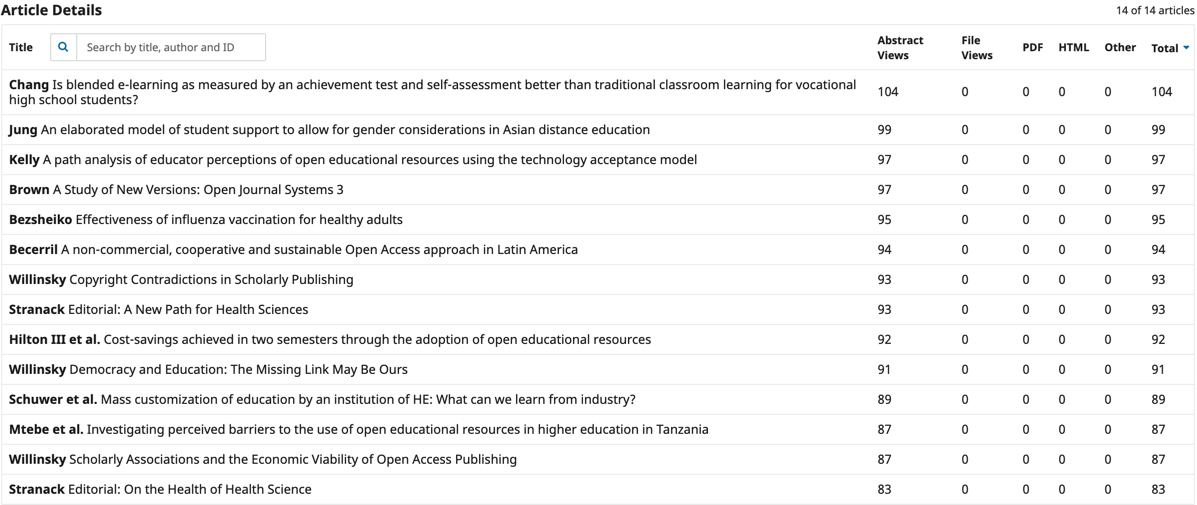 Article Details
14 of 14 articles
Title Search by title, author and ID Abstract Views File Views PDF HTML Other Total
Chang Is blended e-learning as measured by an achievement test and self-assessment better than traditional classroom learning for vocational
high school students? 104 0 0 0 0 104
Jung An elaborated model of student support to allow for gender considerations in Asian distance education 99 0 0 0 0 99
Kelly A path analysis of educator perceptions of open educational resources using the technology acceptance model 97 0 0 0 0 97
Brown A Study of New Versions: Open Journal Systems 3 97 0 0 0 0 97
Bezsheiko Effectiveness of influenza vaccination for healthy adults 95 0 0 0 0 95
Becerril A non-commercial, cooperative and sustainable Open Access approach in Latin America 94 0 0 0 0 94
Willinsky Copyright Contradictions in Scholarly Publishing 93 0 0 0 0 93
Stranack Editorial: A New Path for Health Sciences 93 0 0 0 0 93
Hilton III et al. Cost-savings achieved in two semesters through the adoption of open educational resources 92 0 0 0 0 92
Willinsky Democracy and Education: The Missing Link May Be Ours 91 0 0 0 0 91
Schuwer et al. Mass customization of education by an institution of HE: What can we learn from industry? 89 0 0 0 0 89
Mtebe et al. Investigating perceived barriers to the use of open educational resources in higher education in Tanzania 87 0 0 0 0 87
Willinsky Scholarly Associations and the Economic Viability of Open Access Publishing 87 0 0 0 0 87
Stranack Editorial: On the Health of Health Science 83 0 0 0 0 83